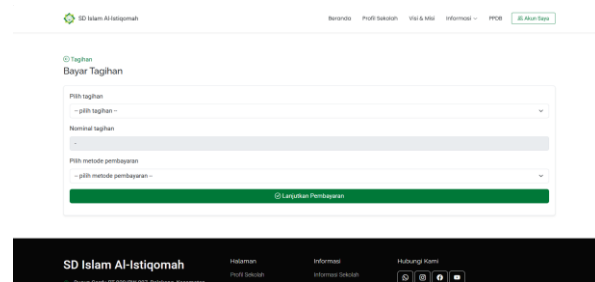 SD Islam Al-Istiqomah
Beranda Profil Sekolah Visi & Misi Informasi PPDB Akun Saya
Tagihan
Bayar Tagihan
Pilih tagihan
-- pilih tagihan --
Nominal tagihan
-
Pilih metode pembayaran
-- pilih metode pembayaran --
Lanjutkan Pembayaran
SD Islam Al-Istiqomah
Halaman
Profil Sekolah
Informasi
Informasi Sekolah
Hubungi Kami